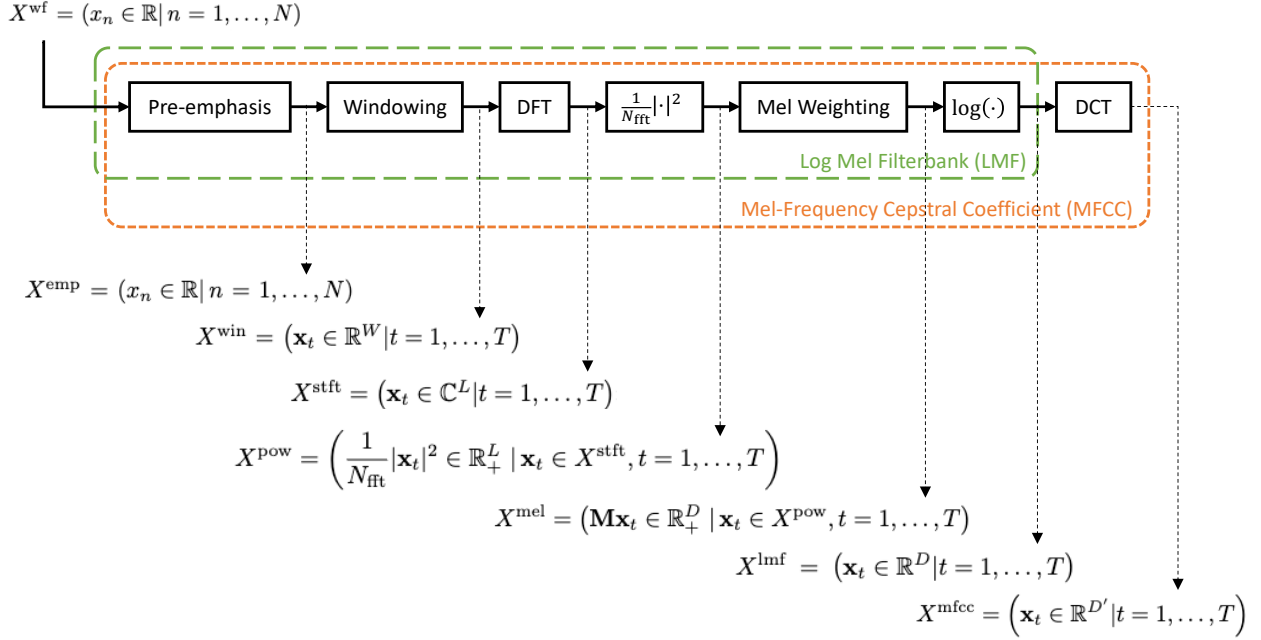 X^wf = (x_n ∈ ℝ| n = 1, . . . , N)
Pre-emphasis
Windowing
DFT
1/N_fft |·|^2
Mel Weighting
log(·)
DCT
Log Mel Filterbank (LMF)
Mel-Frequency Cepstral Coefficient (MFCC)
X^emp = (x_n ∈ ℝ| n = 1, . . . , N)
X^win = (𝐱_t ∈ ℝ^W |t = 1, . . . , T)
X^stft = (𝐱_t ∈ ℂ^L |t = 1, . . . , T)
X^pow = (1/N_fft |𝐱_t|^2 ∈ ℝ_+^L | 𝐱_t ∈ X^stft, t = 1, . . . , T)
X^mel = (𝐌𝐱_t ∈ ℝ_+^D | 𝐱_t ∈ X^pow, t = 1, . . . , T)
X^lmf = (𝐱_t ∈ ℝ^D |t = 1, . . . , T)
X^mfcc = (𝐱_t ∈ ℝ^D′ |t = 1, . . . , T)